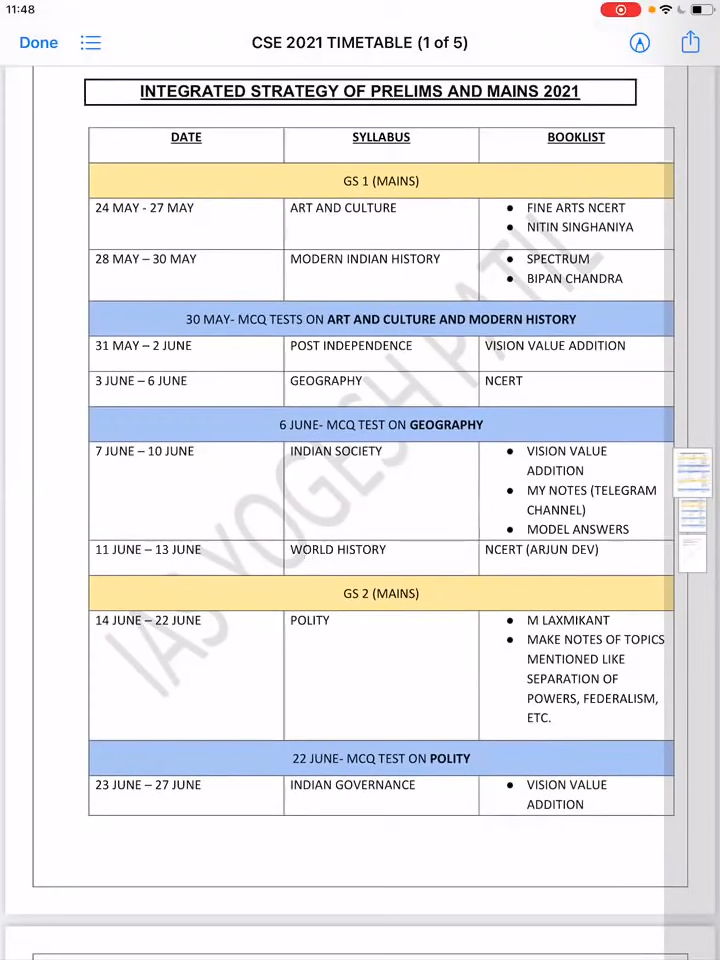 11:48
Done
CSE 2021 TIMETABLE (1 of 5)
INTEGRATED STRATEGY OF PRELIMS AND MAINS 2021
DATE SYLLABUS BOOKLIST
GS 1 (MAINS)
24 MAY - 27 MAY ART AND CULTURE ● FINE ARTS NCERT
● NITIN SINGHANIYA
28 MAY – 30 MAY MODERN INDIAN HISTORY ● SPECTRUM
● BIPAN CHANDRA
30 MAY- MCQ TESTS ON ART AND CULTURE AND MODERN HISTORY
31 MAY – 2 JUNE POST INDEPENDENCE VISION VALUE ADDITION
3 JUNE – 6 JUNE GEOGRAPHY NCERT
6 JUNE- MCQ TEST ON GEOGRAPHY
7 JUNE – 10 JUNE INDIAN SOCIETY ● VISION VALUE
ADDITION
● MY NOTES (TELEGRAM
CHANNEL)
● MODEL ANSWERS
11 JUNE – 13 JUNE WORLD HISTORY NCERT (ARJUN DEV)
GS 2 (MAINS)
14 JUNE – 22 JUNE POLITY ● M LAXMIKANT
● MAKE NOTES OF TOPICS
MENTIONED LIKE
SEPARATION OF
POWERS, FEDERALISM,
ETC.
22 JUNE- MCQ TEST ON POLITY
23 JUNE – 27 JUNE INDIAN GOVERNANCE ● VISION VALUE
ADDITION
IAS YOGESH PATIL